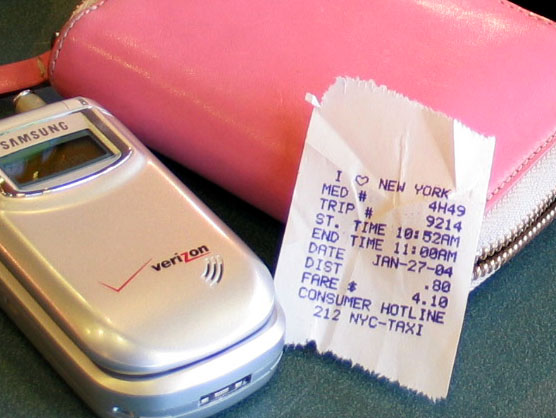 SAMSUNG
verizon
I ♡ NEW YORK
MED # 4H49
TRIP # 9214
ST. TIME 10:52AM
END TIME 11:00AM
DATE JAN-27-04
DIST .80
FARE $ 4.10
CONSUMER HOTLINE
212 NYC-TAXI